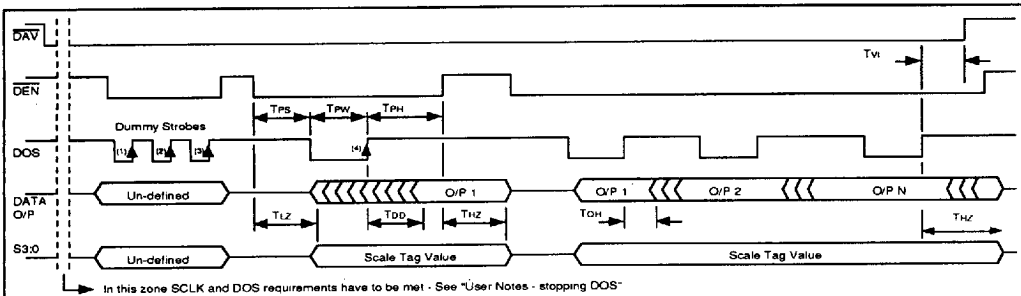 DAV
TVI
DEN
TPS TPW TPH
Dummy Strobes
DOS (1) (2) (3) (4)
DATA O/P Un-defined O/P 1 O/P 1 O/P 2 O/P N
TLZ TDD THZ TOH THZ
S3:0 Un-defined Scale Tag Value Scale Tag Value
In this zone SCLK and DOS requirements have to be met - See "User Notes - stopping DOS"